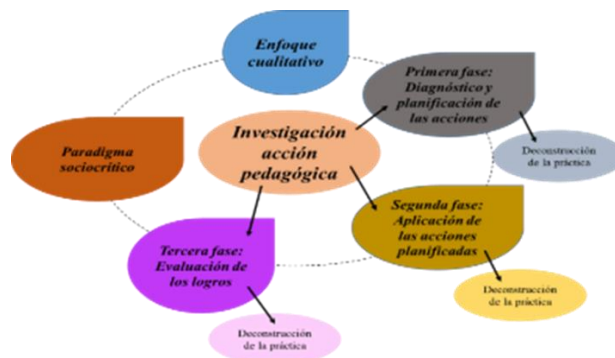 Enfoque
cualitativo
Primera fase:
Diagnóstico y
planificación de
las acciones
Deconstrucción
de la práctica
Investigación
acción
pedagógica
Paradigma
sociocrítico
Segunda fase:
Aplicación de
las acciones
planificadas
Deconstrucción
de la práctica
Tercera fase:
Evaluación de
los logros
Deconstrucción
de la práctica